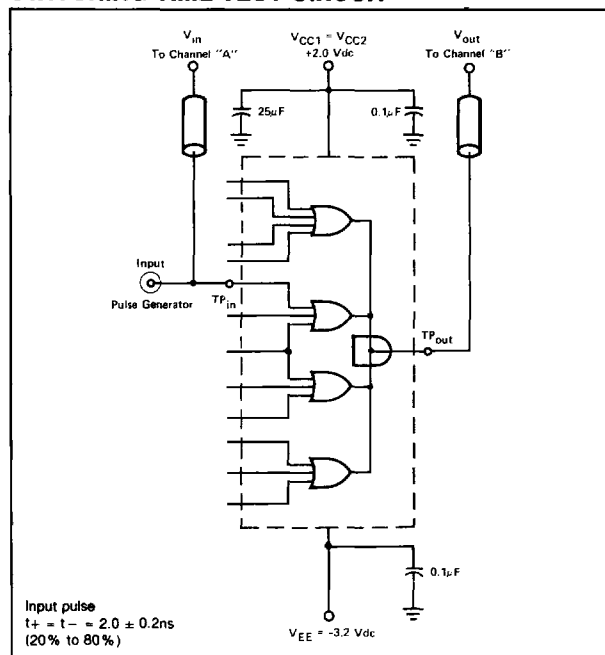 V_in
To Channel "A"
V_CC1 = V_CC2
+2.0 Vdc
V_out
To Channel "B"
25μF
0.1μF
Input
Pulse Generator
TP_in
TP_out
0.1μF
Input pulse
t+ = t− = 2.0 ± 0.2ns
(20% to 80%)
V_EE = -3.2 Vdc